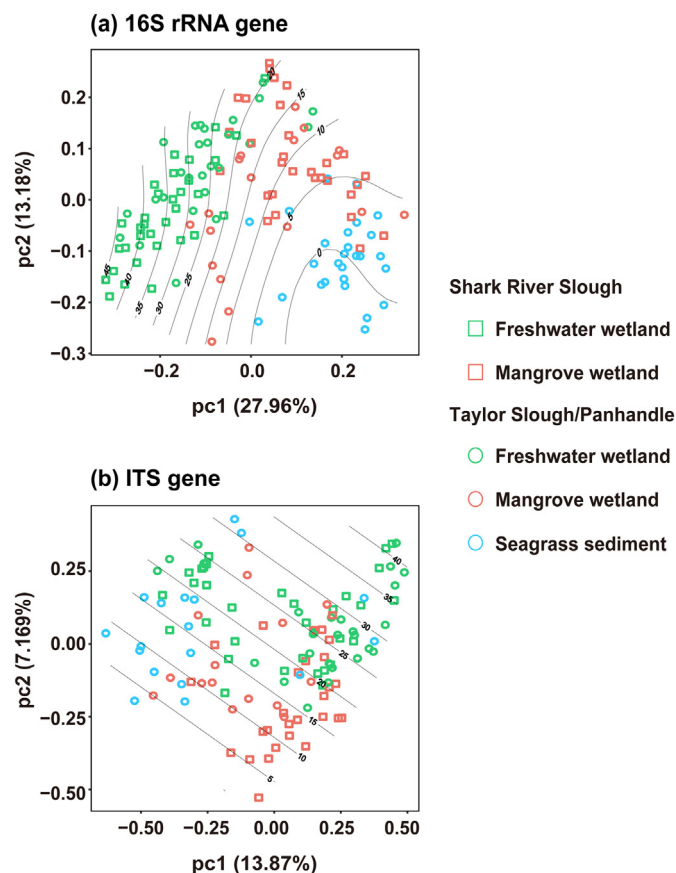 (a) 16S rRNA gene
0.2
0.1
0.0
−0.1
−0.2
−0.3
pc2 (13.18%)
20
15
10
5
0
45
40
35
30
25
−0.2
0.0
0.2
pc1 (27.96%)
Shark River Slough
Freshwater wetland
Mangrove wetland
Taylor Slough/Panhandle
Freshwater wetland
Mangrove wetland
Seagrass sediment
(b) ITS gene
0.25
0.00
−0.25
−0.50
pc2 (7.169%)
40
35
30
25
20
15
10
5
−0.50
−0.25
0.00
0.25
0.50
pc1 (13.87%)